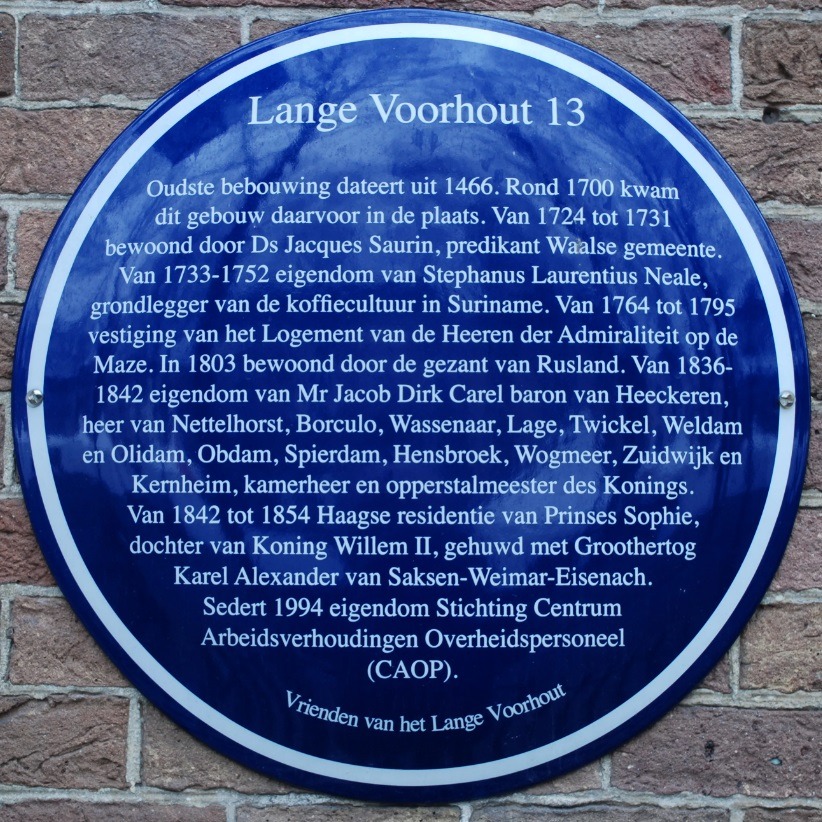 Lange Voorhout 13
Oudste bebouwing dateert uit 1466. Rond 1700 kwam
dit gebouw daarvoor in de plaats. Van 1724 tot 1731
bewoond door Ds Jacques Saurin, predikant Waalse gemeente.
Van 1733-1752 eigendom van Stephanus Laurentius Neale,
grondlegger van de koffiecultuur in Suriname. Van 1764 tot 1795
vestiging van het Logement van de Heeren der Admiraliteit op de
Maze. In 1803 bewoond door de gezant van Rusland. Van 1836-
1842 eigendom van Mr Jacob Dirk Carel baron van Heeckeren,
heer van Nettelhorst, Borculo, Wassenaar, Lage, Twickel, Weldam
en Olidam, Obdam, Spierdam, Hensbroek, Wogmeer, Zuidwijk en
Kernheim, kamerheer en opperstalmeester des Konings.
Van 1842 tot 1854 Haagse residentie van Prinses Sophie,
dochter van Koning Willem II, gehuwd met Groothertog
Karel Alexander van Saksen-Weimar-Eisenach.
Sedert 1994 eigendom Stichting Centrum
Arbeidsverhoudingen Overheidspersoneel
(CAOP).
Vrienden van het Lange Voorhout